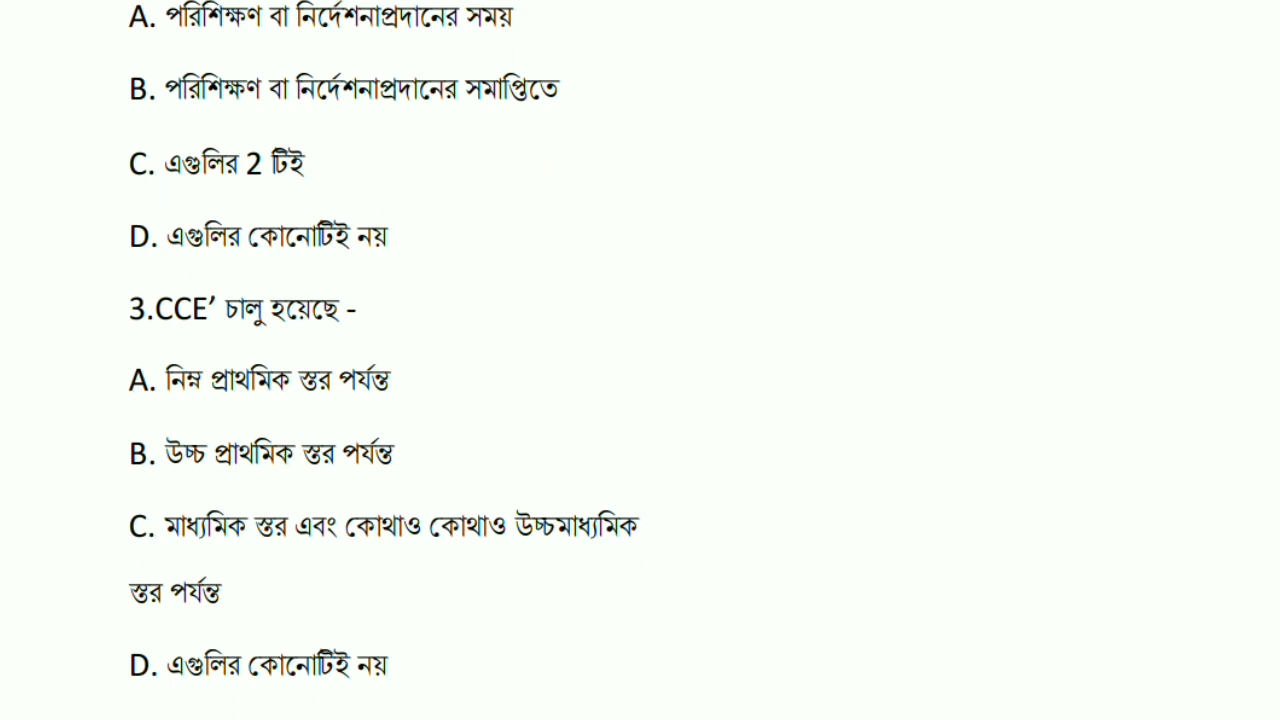 A. পরিশিক্ষণ বা নির্দেশনাপ্রদানের সময়
B. পরিশিক্ষণ বা নির্দেশনাপ্রদানের সমাপ্তিতে
C. এগুলির 2 টিই
D. এগুলির কোনোটিই নয়
3.CCE’ চালু হয়েছে -
A. নিম্ন প্রাথমিক স্তর পর্যন্ত
B. উচ্চ প্রাথমিক স্তর পর্যন্ত
C. মাধ্যমিক স্তর এবং কোথাও কোথাও উচ্চমাধ্যমিক
স্তর পর্যন্ত
D. এগুলির কোনোটিই নয়